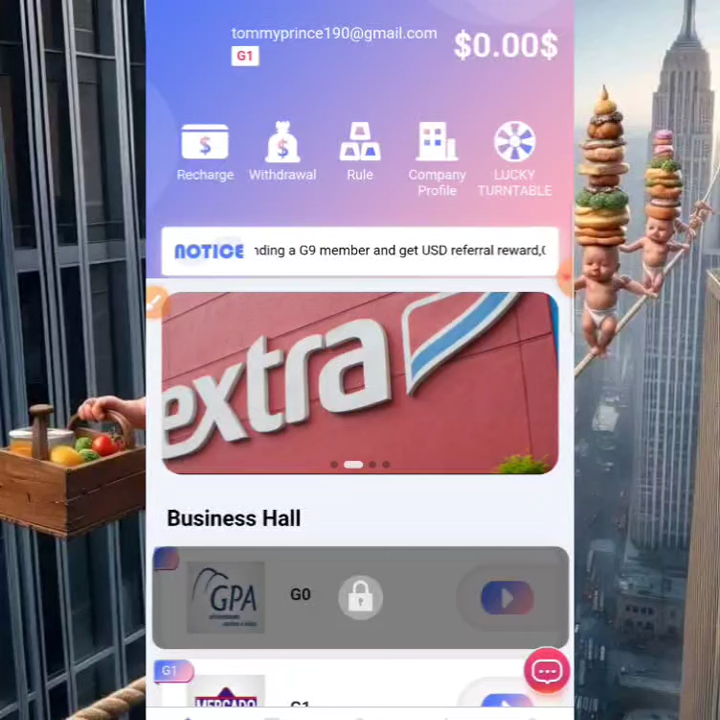 tommyprince190@gmail.com
$0.00$
G1
Recharge
Withdrawal
Rule
Company
Profile
LUCKY
TURNTABLE
NOTICE
nding a G9 member and get USD referral reward,(
extra
Business Hall
GPA
G0
G1
MERCADO
G1